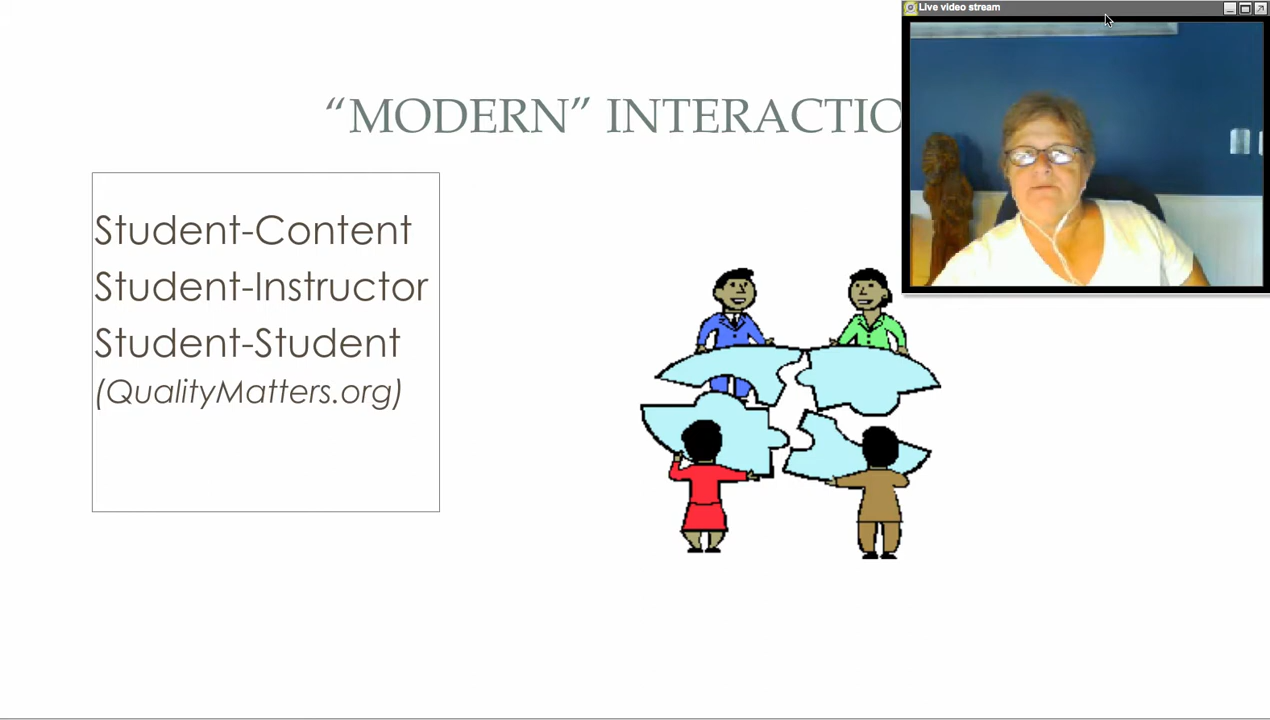 Live video stream
“MODERN” INTERACTIO
Student-Content
Student-Instructor
Student-Student
(QualityMatters.org)